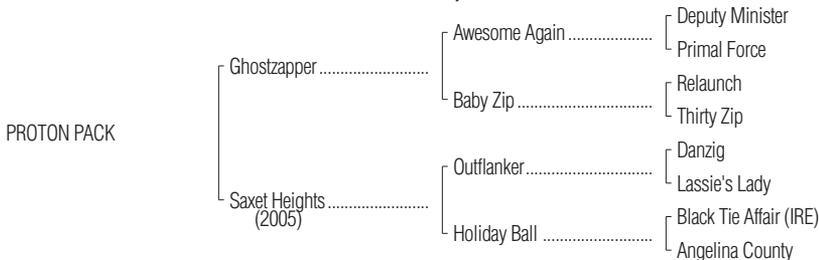 Deputy Minister
Awesome Again ..................
Primal Force
Ghostzapper .........................
Relaunch
Baby Zip ...............................
Thirty Zip
PROTON PACK
Danzig
Outflanker.............................
Lassie's Lady
Saxet Heights .......................
(2005)
Black Tie Affair (IRE)
Holiday Ball .........................
Angelina County